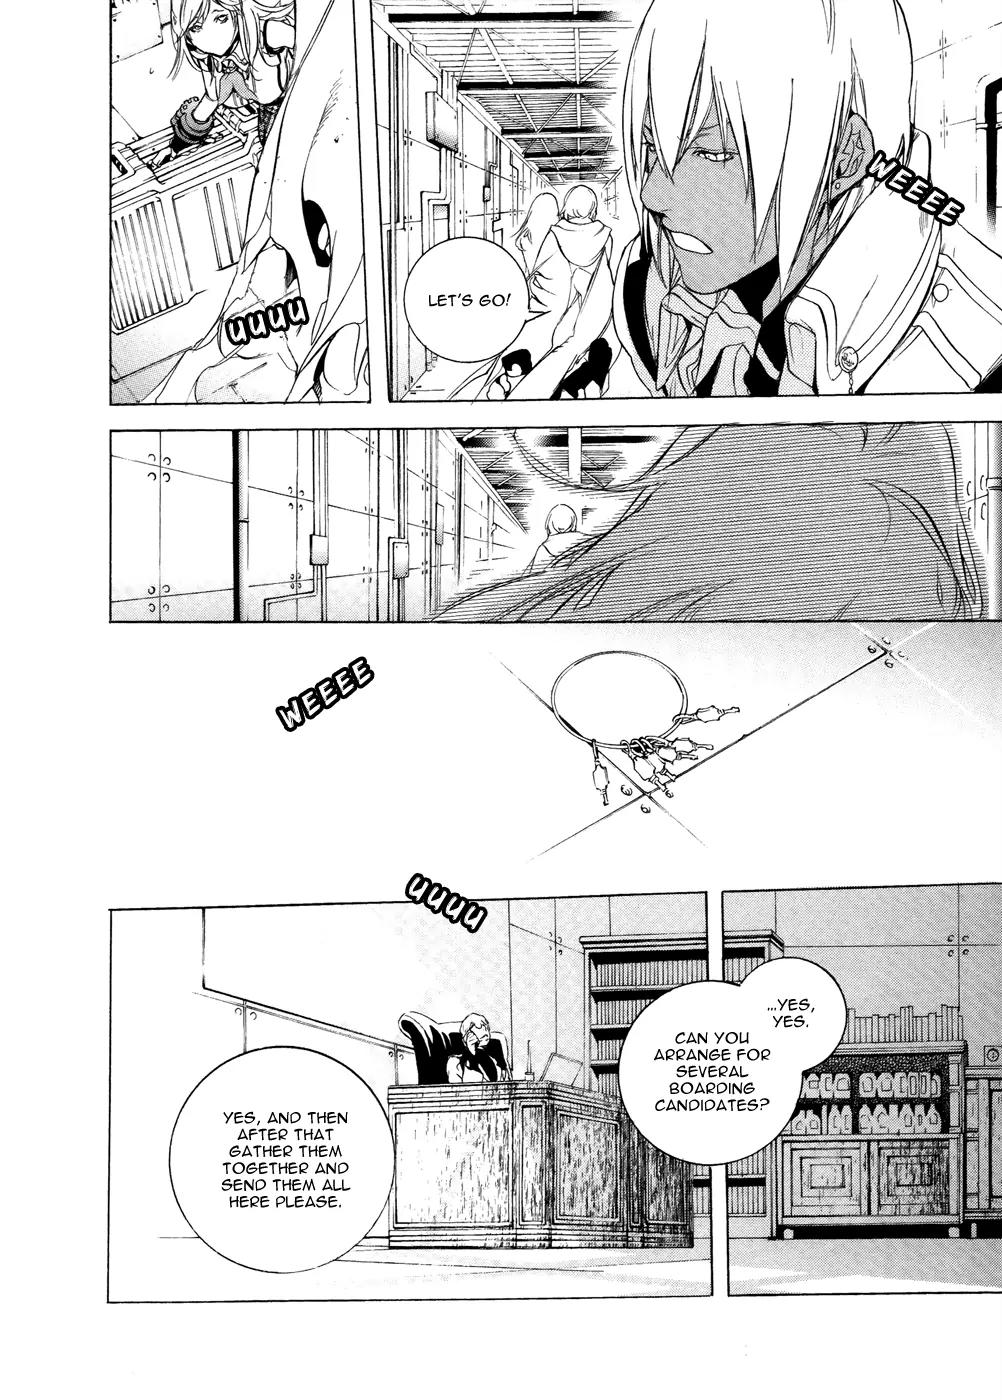 WEEEE
LET'S GO!
UUUU
WEEEE
UUUU
...YES,
YES.
CAN YOU
ARRANGE FOR
SEVERAL
BOARDING
CANDIDATES?
YES, AND THEN
AFTER THAT
GATHER THEM
TOGETHER AND
SEND THEM ALL
HERE PLEASE.